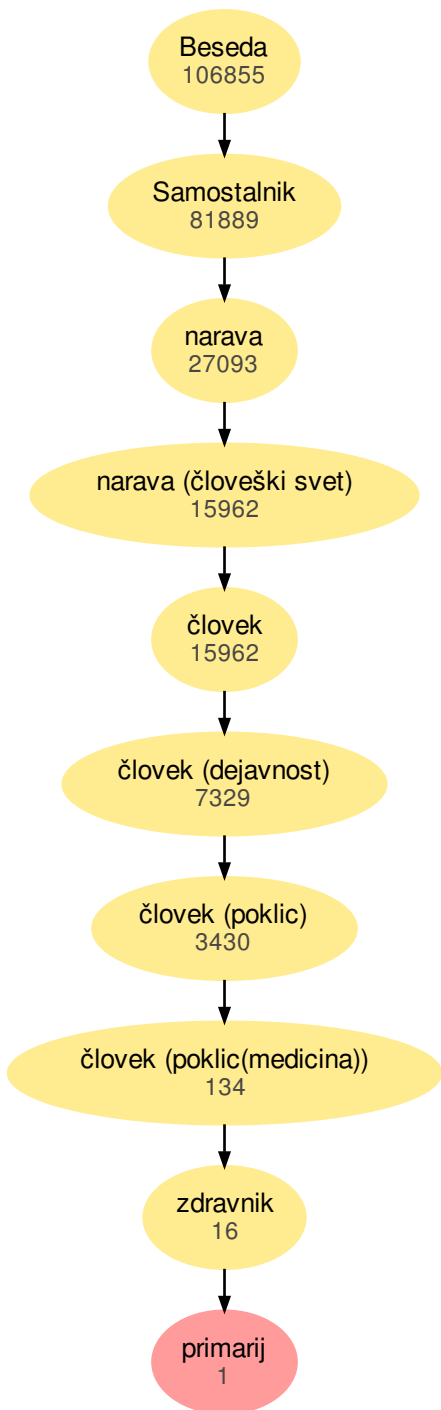 Beseda
106855
Samostalnik
81889
narava
27093
narava (človeški svet)
15962
človek
15962
človek (dejavnost)
7329
človek (poklic)
3430
človek (poklic(medicina))
134
zdravnik
16
primarij
1